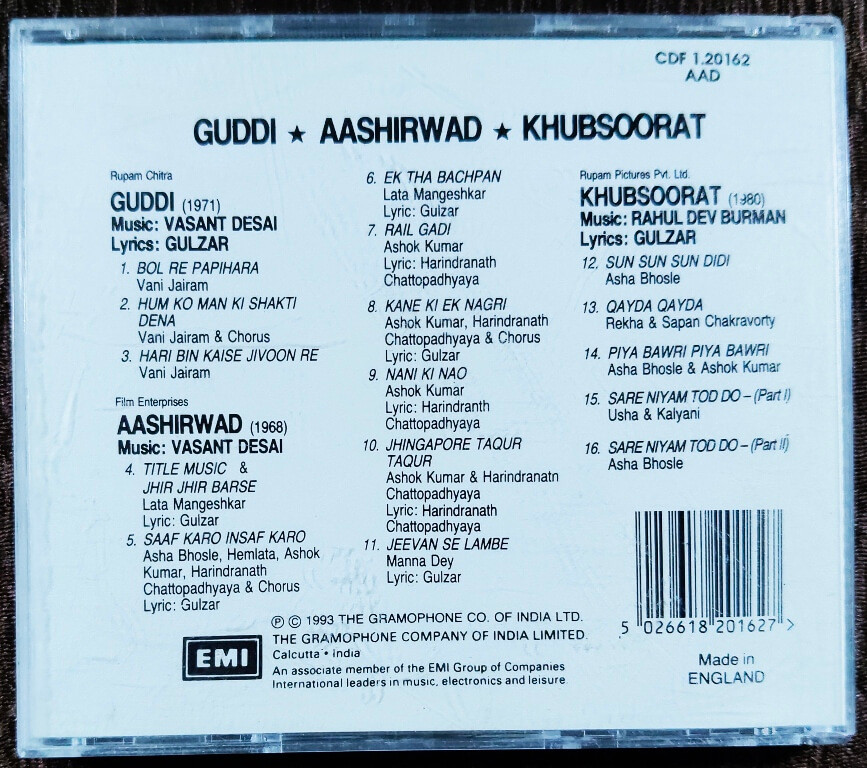 CDF 1.20162
AAD
GUDDI ★ AASHIRWAD ★ KHUBSOORAT
Rupam Chitra
GUDDI (1971)
Music: VASANT DESAI
Lyrics: GULZAR
1. BOL RE PAPIHARA
Vani Jairam
2. HUM KO MAN KI SHAKTI
DENA
Vani Jairam & Chorus
3. HARI BIN KAISE JIVOON RE
Vani Jairam
Film Enterprises
AASHIRWAD (1968)
Music: VASANT DESAI
4. TITLE MUSIC &
JHIR JHIR BARSE
Lata Mangeshkar
Lyric: Gulzar
5. SAAF KARO INSAF KARO
Asha Bhosle, Hemlata, Ashok
Kumar, Harindranath
Chattopadhyaya & Chorus
Lyric: Gulzar
6. EK THA BACHPAN
Lata Mangeshkar
Lyric: Gulzar
7. RAIL GADI
Ashok Kumar
Lyric: Harindranath
Chattopadhyaya
8. KANE KI EK NAGRI
Ashok Kumar, Harindranath
Chattopadhyaya & Chorus
Lyric: Gulzar
9. NANI KI NAO
Ashok Kumar
Lyric: Harindranth
Chattopadhyaya
10. JHINGAPORE TAQUR
TAQUR
Ashok Kumar & Harindranatn
Chattopadhyaya
Lyric: Harindranath
Chattopadhyaya
11. JEEVAN SE LAMBE
Manna Dey
Lyric: Gulzar
Rupam Pictures Pvt. Ltd.
KHUBSOORAT (1980)
Music: RAHUL DEV BURMAN
Lyrics: GULZAR
12. SUN SUN SUN DIDI
Asha Bhosle
13. QAYDA QAYDA
Rekha & Sapan Chakravorty
14. PIYA BAWRI PIYA BAWRI
Asha Bhosle & Ashok Kumar
15. SARE NIYAM TOD DO – (Part I)
Usha & Kalyani
16. SARE NIYAM TOD DO – (Part II)
Asha Bhosle
EMI
℗ © 1993 THE GRAMOPHONE CO. OF INDIA LTD.
THE GRAMOPHONE COMPANY OF INDIA LIMITED.
Calcutta • India
An associate member of the EMI Group of Companies
International leaders in music, electronics and leisure
5 026618 201627 >
Made in
ENGLAND